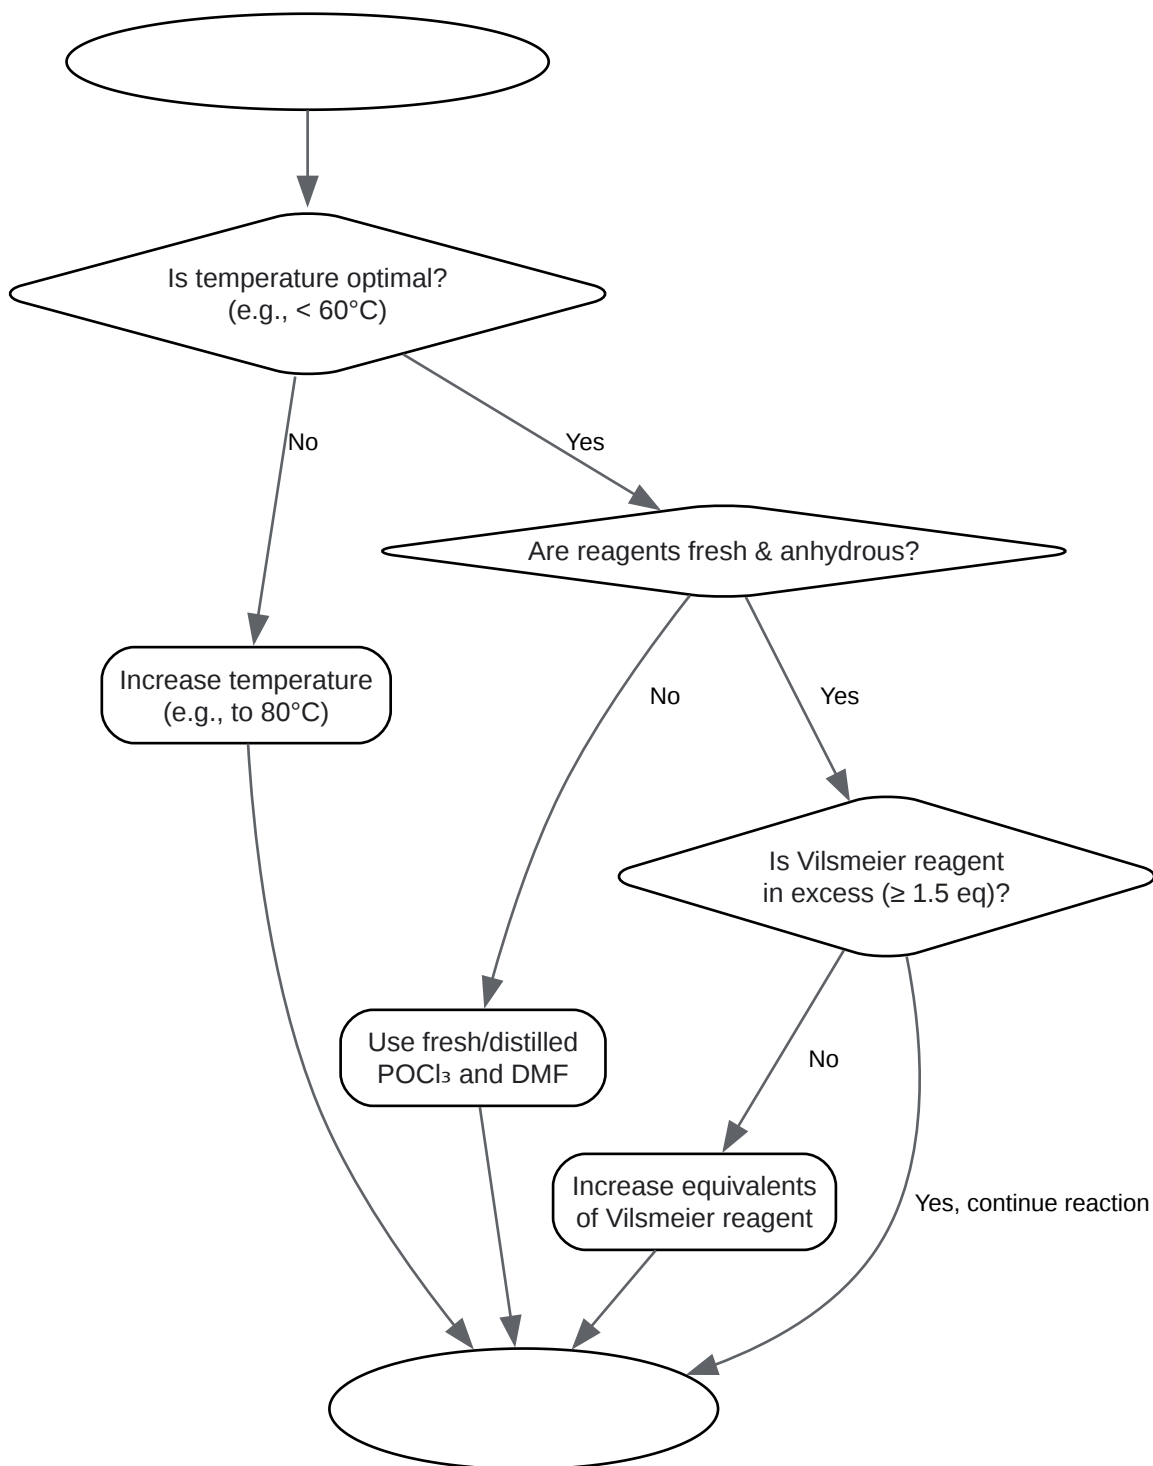 Is temperature optimal?
(e.g., < 60°C)
No
Yes
Are reagents fresh & anhydrous?
Increase temperature
(e.g., to 80°C)
No
Yes
Is Vilsmeier reagent
in excess (≥ 1.5 eq)?
Use fresh/distilled
POCl₃ and DMF
No
Increase equivalents
of Vilsmeier reagent
Yes, continue reaction